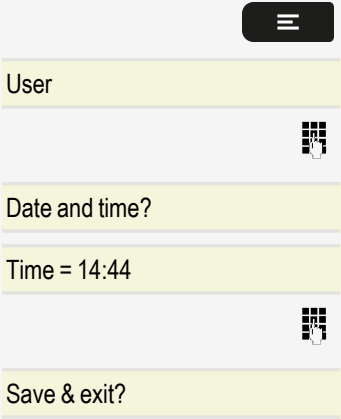 User
Date and time?
Time = 14:44
Save & exit?